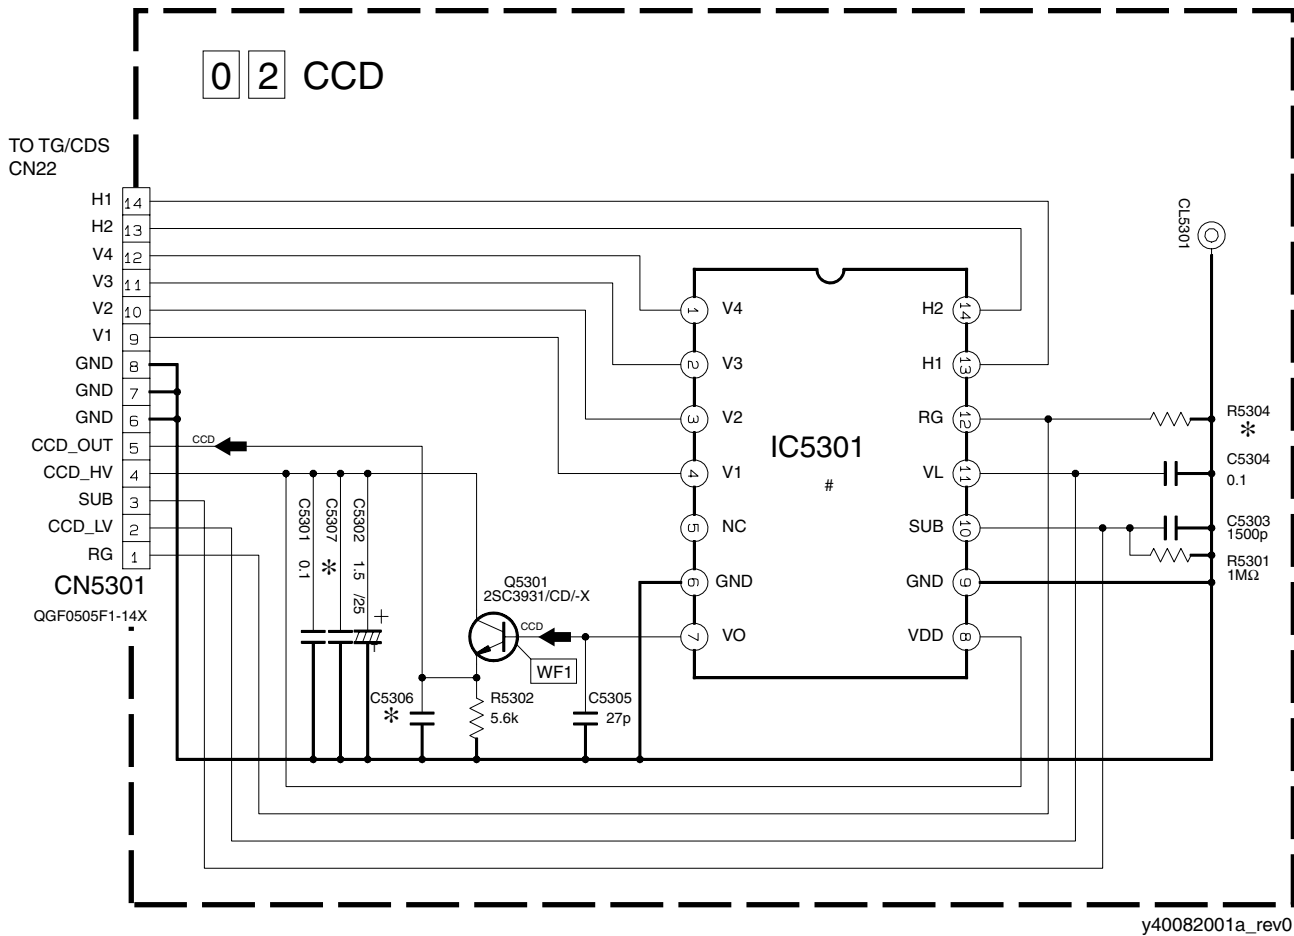 0 2 CCD
TO TG/CDS
CN22
H1 14
H2 13
V4 12
V3 11
V2 10
V1 9
GND 8
GND 7
GND 6
CCD_OUT 5
CCD_HV 4
SUB 3
CCD_LV 2
RG 1
CN5301
QGF0505F1-14X
CCD
C5301 0.1
C5307 *
C5302 1.5 /25
+
Q5301
2SC3931/CD/-X
CCD
WF1
C5306
*
R5302
5.6k
C5305
27p
IC5301
#
1 V4
2 V3
3 V2
4 V1
5 NC
6 GND
7 VO
H2 14
H1 13
RG 12
VL 11
SUB 10
GND 9
VDD 8
CL5301
R5304
*
C5304
0.1
C5303
1500p
R5301
1MΩ
y40082001a_rev0